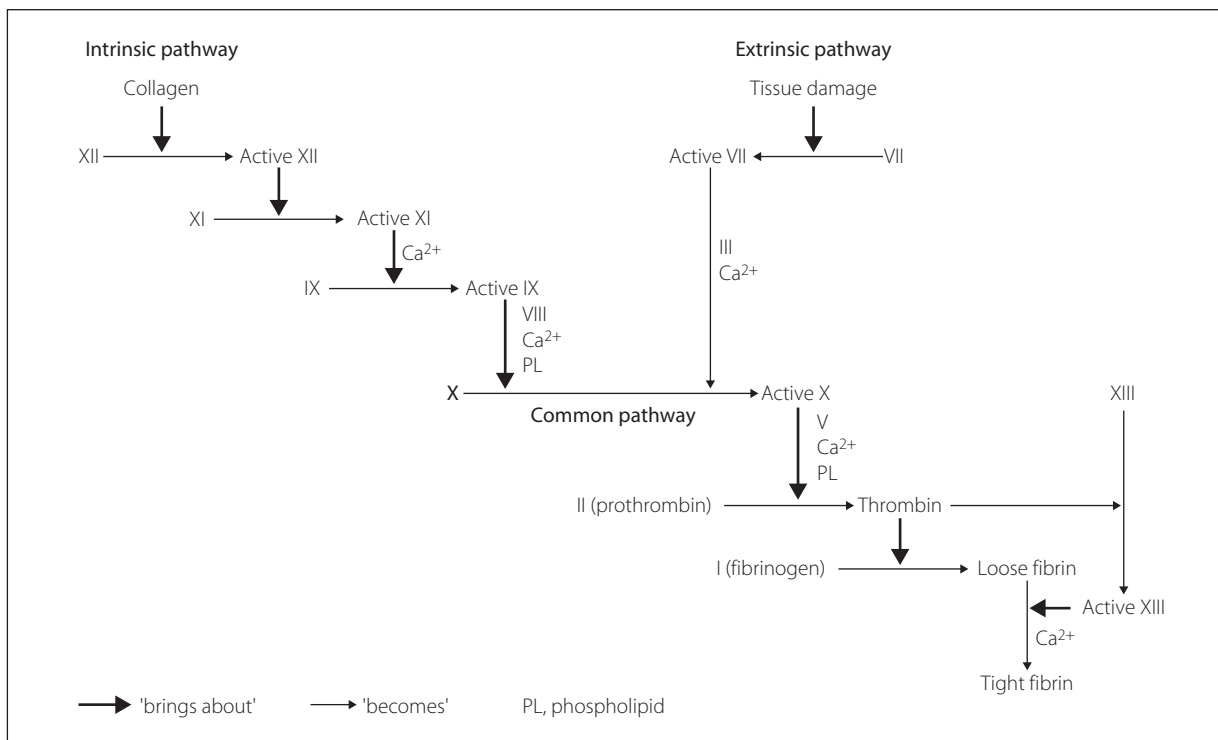 Intrinsic pathway
Extrinsic pathway
Collagen
Tissue damage
XII
Active XII
Active VII
VII
XI
Active XI
Ca²⁺
III
Ca²⁺
IX
Active IX
VIII
Ca²⁺
PL
X
Active X
XIII
Common pathway
V
Ca²⁺
PL
II (prothrombin)
Thrombin
I (fibrinogen)
Loose fibrin
Active XIII
Ca²⁺
Tight fibrin
'brings about'
'becomes'
PL, phospholipid